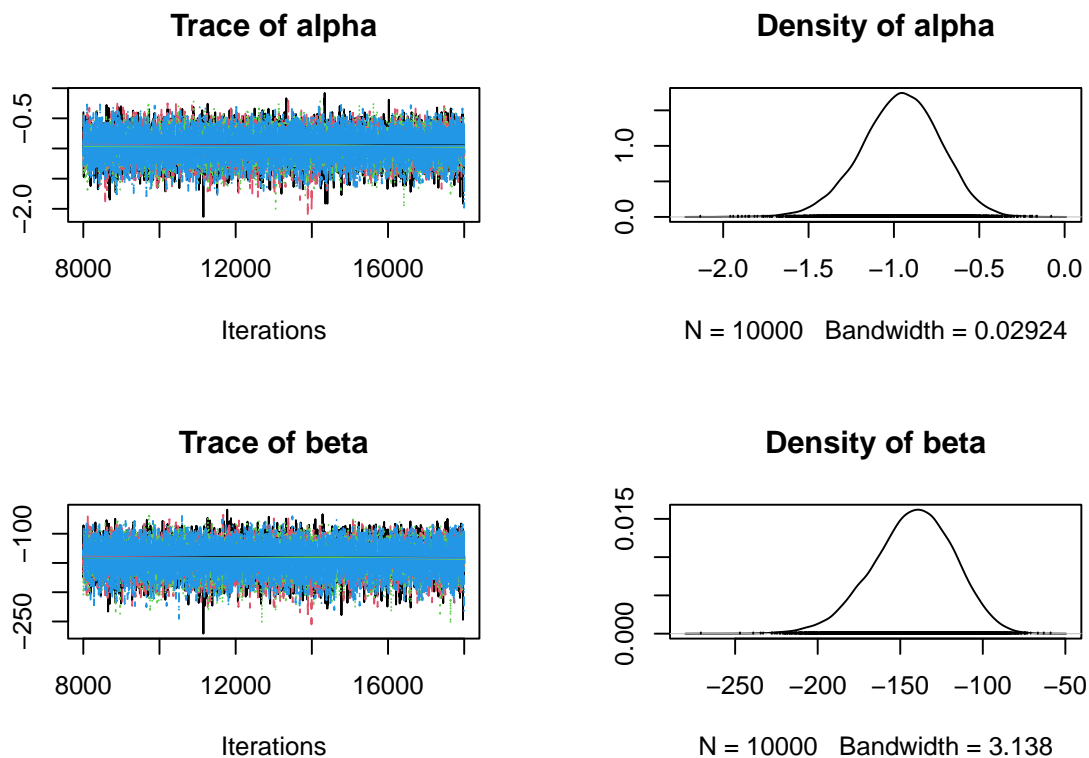 Trace of alpha
−0.5
−2.0
8000 12000 16000
Iterations
Density of alpha
1.0
0.0
−2.0 −1.5 −1.0 −0.5 0.0
N = 10000 Bandwidth = 0.02924
Trace of beta
−100
−250
8000 12000 16000
Iterations
Density of beta
0.015
0.000
−250 −200 −150 −100 −50
N = 10000 Bandwidth = 3.138